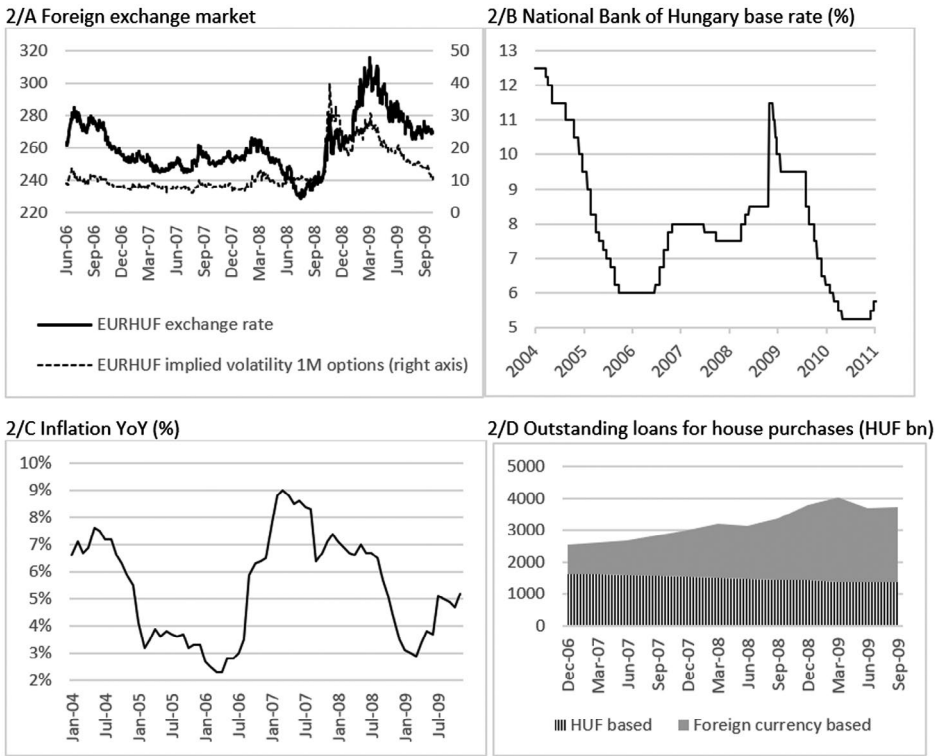 2/A Foreign exchange market
320
300
280
260
240
220
50
40
30
20
10
0
Jun-06
Sep-06
Dec-06
Mar-07
Jun-07
Sep-07
Dec-07
Mar-08
Jun-08
Sep-08
Dec-08
Mar-09
Jun-09
Sep-09
EURHUF exchange rate
EURHUF implied volatility 1M options (right axis)
2/B National Bank of Hungary base rate (%)
13
12
11
10
9
8
7
6
5
2004
2005
2006
2007
2008
2009
2010
2011
2/C Inflation YoY (%)
10%
9%
8%
7%
6%
5%
4%
3%
2%
Jan-04
Jul-04
Jan-05
Jul-05
Jan-06
Jul-06
Jan-07
Jul-07
Jan-08
Jul-08
Jan-09
Jul-09
2/D Outstanding loans for house purchases (HUF bn)
5000
4000
3000
2000
1000
0
Dec-06
Mar-07
Jun-07
Sep-07
Dec-07
Mar-08
Jun-08
Sep-08
Dec-08
Mar-09
Jun-09
Sep-09
HUF based
Foreign currency based